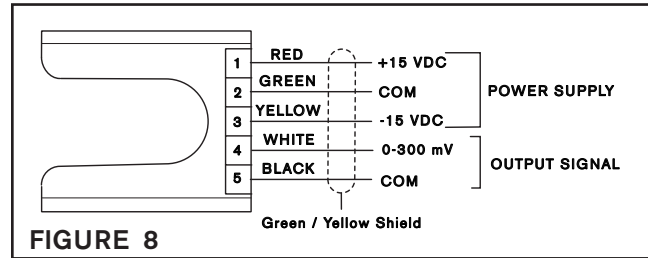 1 RED +15 VDC
2 GREEN COM POWER SUPPLY
3 YELLOW -15 VDC
4 WHITE 0-300 mV
OUTPUT SIGNAL
5 BLACK COM
Green / Yellow Shield
FIGURE 8